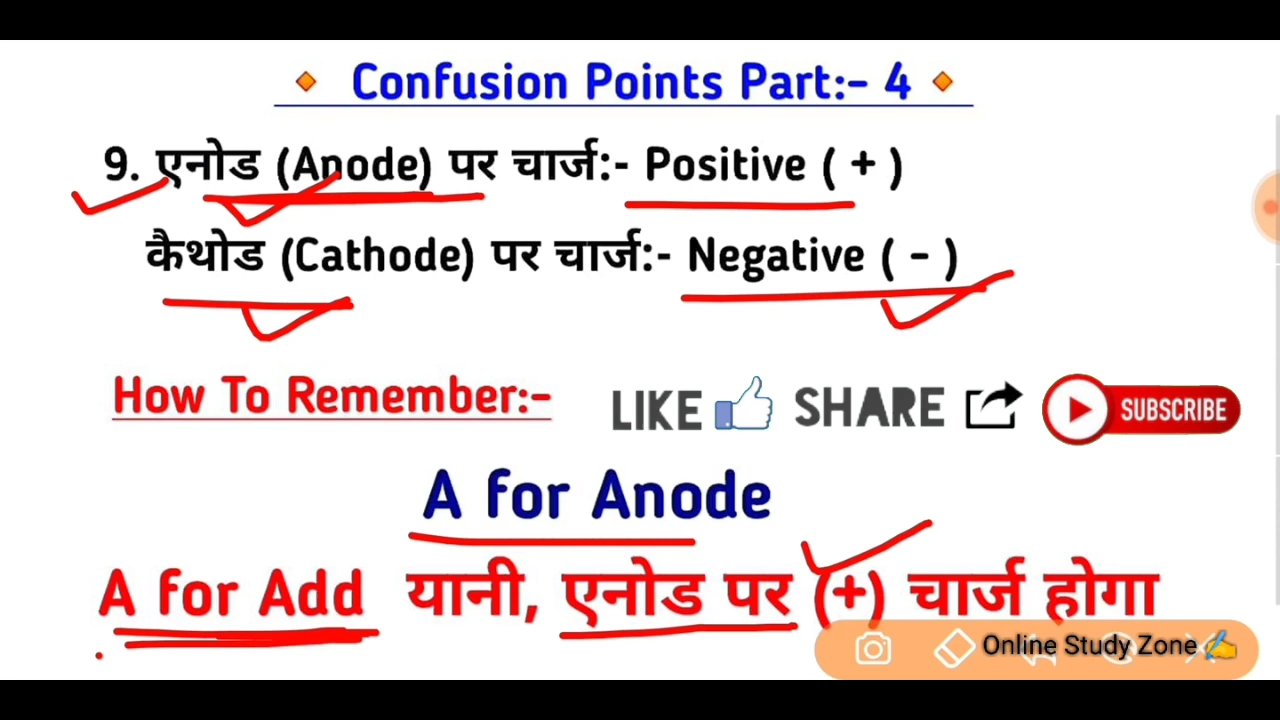 🔸 Confusion Points Part:- 4 🔸
9. एनोड (Anode) पर चार्ज:- Positive ( + )
कैथोड (Cathode) पर चार्ज:- Negative ( - )
How To Remember:-
LIKE SHARE SUBSCRIBE
A for Anode
A for Add यानी, एनोड पर (+) चार्ज होगा
Online Study Zone ✍